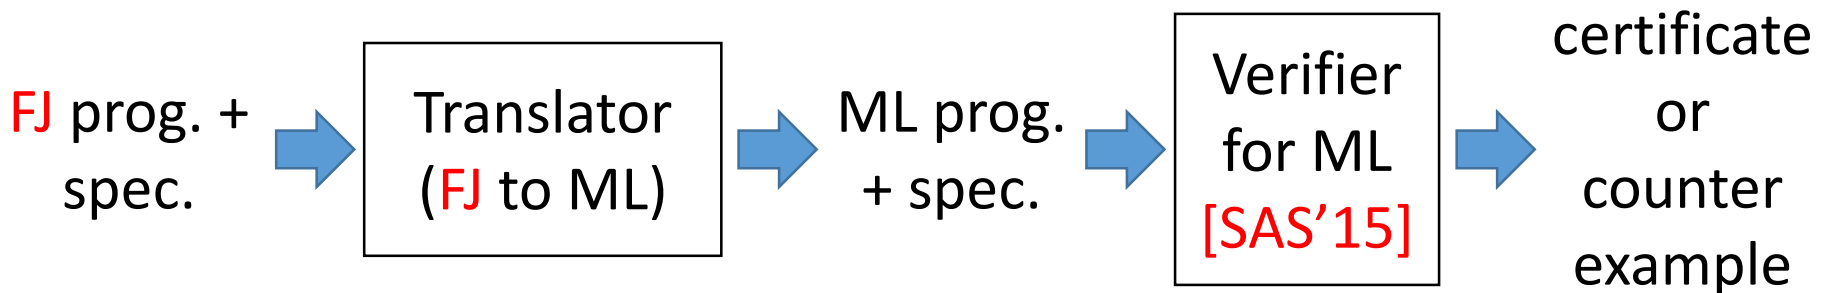 FJ prog. +
spec.
Translator
(FJ to ML)
ML prog.
+ spec.
Verifier
for ML
[SAS’15]
certificate
or
counter
example